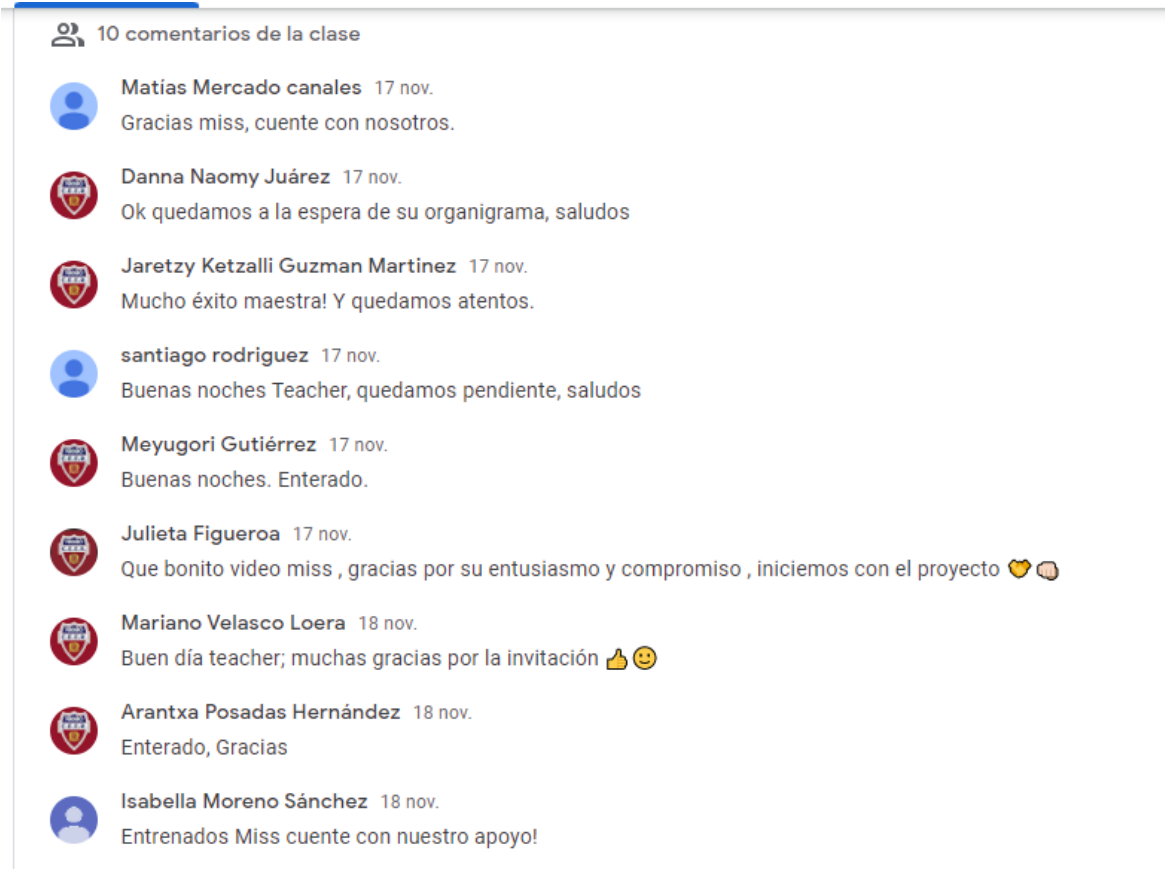 10 comentarios de la clase
Matías Mercado canales 17 nov.
Gracias miss, cuente con nosotros.
Danna Naomy Juárez 17 nov.
Ok quedamos a la espera de su organigrama, saludos
Jaretzy Ketzalli Guzman Martinez 17 nov.
Mucho éxito maestra! Y quedamos atentos.
santiago rodriguez 17 nov.
Buenas noches Teacher, quedamos pendiente, saludos
Meyugori Gutiérrez 17 nov.
Buenas noches. Enterado.
Julieta Figueroa 17 nov.
Que bonito video miss , gracias por su entusiasmo y compromiso , iniciemos con el proyecto
Mariano Velasco Loera 18 nov.
Buen día teacher; muchas gracias por la invitación 👍🙂
Arantxa Posadas Hernández 18 nov.
Enterado, Gracias
Isabella Moreno Sánchez 18 nov.
Entrenados Miss cuente con nuestro apoyo!